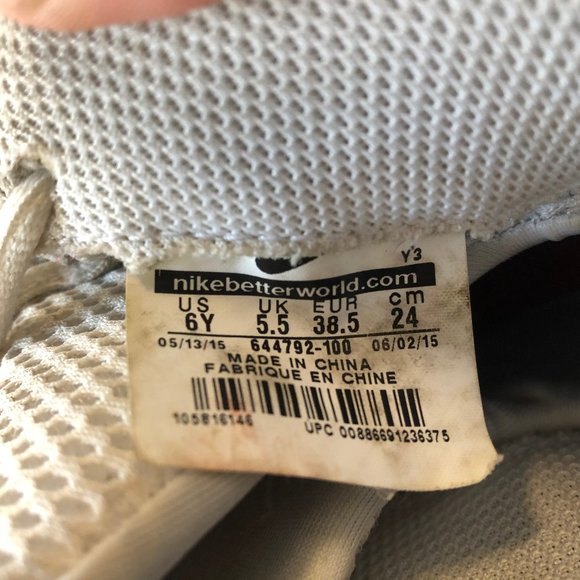 Y3
nikebetterworld.com
US UK EUR cm
6Y 5.5 38.5 24
05/13/15 644792-100 06/02/15
MADE IN CHINA
FABRIQUE EN CHINE
105816146 UPC 00886691236375